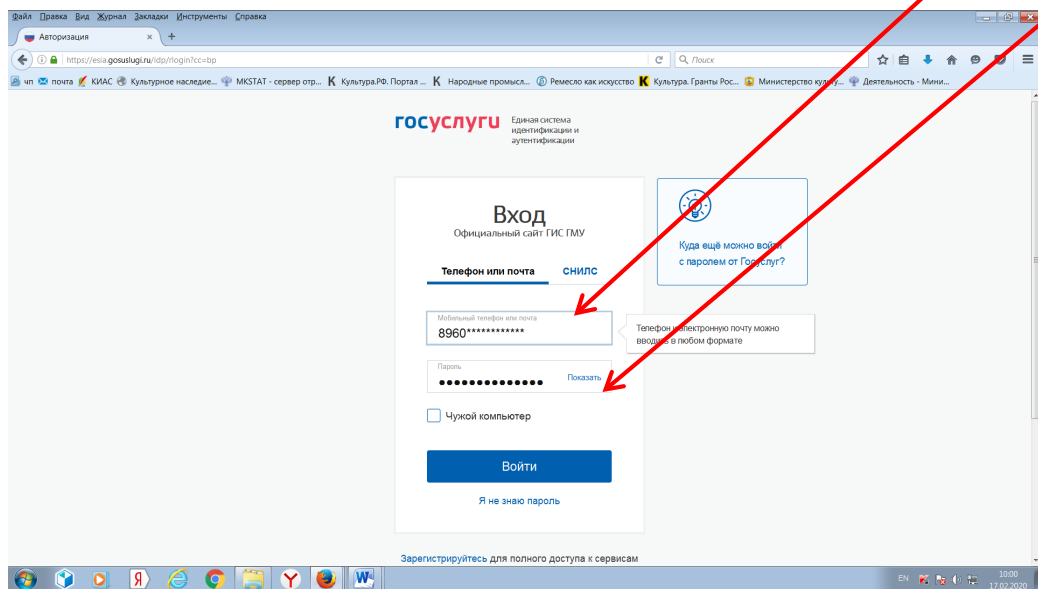 Файл Правка Вид Журнал Закладки Инструменты Справка
Авторизация × +
https://esia.gosuslugi.ru/idp/rlogin?cc=bp
Поиск
чп почта КИАС Культурное наследие... MKSTAT - сервер отр... Культура.РФ. Портал ... Народные промысл... Ремесло как искусство Культура. Гранты Рос... Министерство культу... Деятельность - Мини...
госуслуги
Единая система
идентификации и
аутентификации
Вход
Официальный сайт ГИС ГМУ
Телефон или почта СНИЛС
Мобильный телефон или почта
8960************
Пароль
Показать
Чужой компьютер
Войти
Я не знаю пароль
Куда ещё можно войти
с паролем от Госуслуг?
Телефон и электронную почту можно
вводить в любом формате
Зарегистрируйтесь для полного доступа к сервисам
EN
10:00
17.02.2020